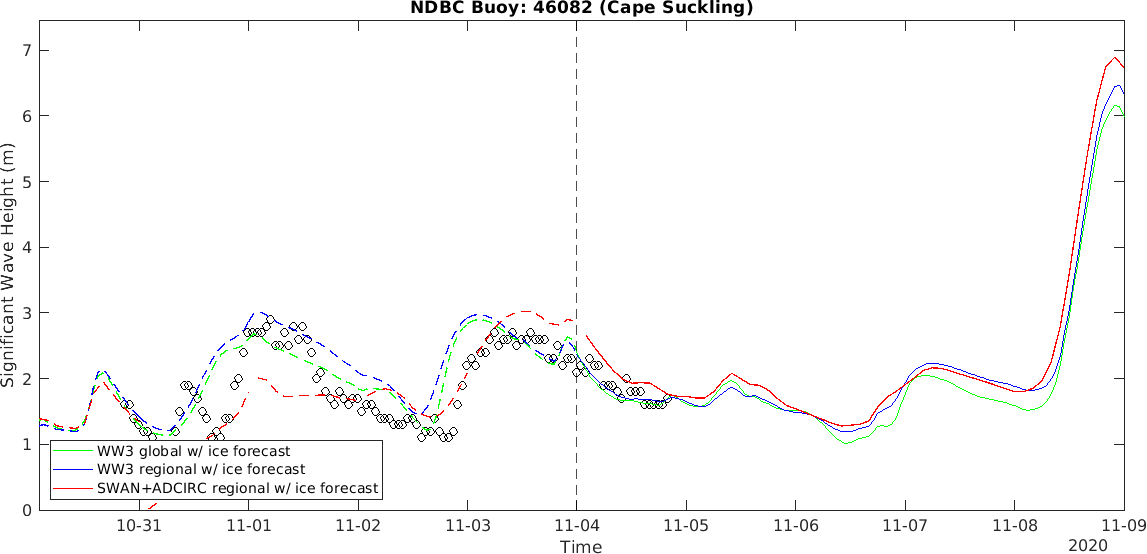 NDBC Buoy: 46082 (Cape Suckling)
Significant Wave Height (m)
7
6
5
4
3
2
1
0
WW3 global w/ ice forecast
WW3 regional w/ ice forecast
SWAN+ADCIRC regional w/ ice forecast
10-31 11-01 11-02 11-03 11-04 11-05 11-06 11-07 11-08 11-09
Time
2020